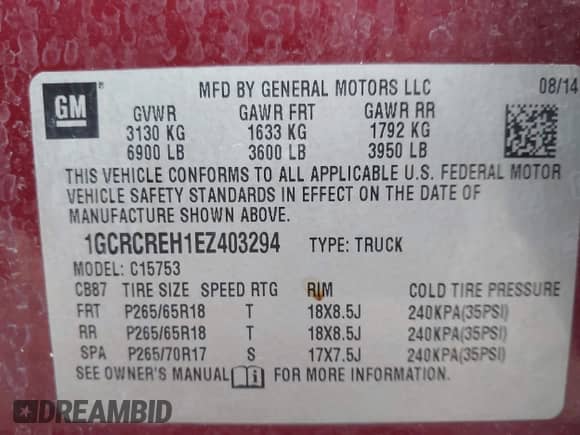 MFD BY GENERAL MOTORS LLC 08/14
GM
GVWR GAWR FRT GAWR RR
3130 KG 1633 KG 1792 KG
6900 LB 3600 LB 3950 LB
THIS VEHICLE CONFORMS TO ALL APPLICABLE U.S. FEDERAL MOTOR
VEHICLE SAFETY STANDARDS IN EFFECT ON THE DATE OF
MANUFACTURE SHOWN ABOVE.
1GCRCREH1EZ403294 TYPE: TRUCK
MODEL: C15753
CB87 TIRE SIZE SPEED RTG RIM COLD TIRE PRESSURE
FRT P265/65R18 T 18X8.5J 240KPA(35PSI)
RR P265/65R18 T 18X8.5J 240KPA(35PSI)
SPA P265/70R17 S 17X7.5J 240KPA(35PSI)
SEE OWNER'S MANUAL i FOR MORE INFORMATION.
DREAMBID